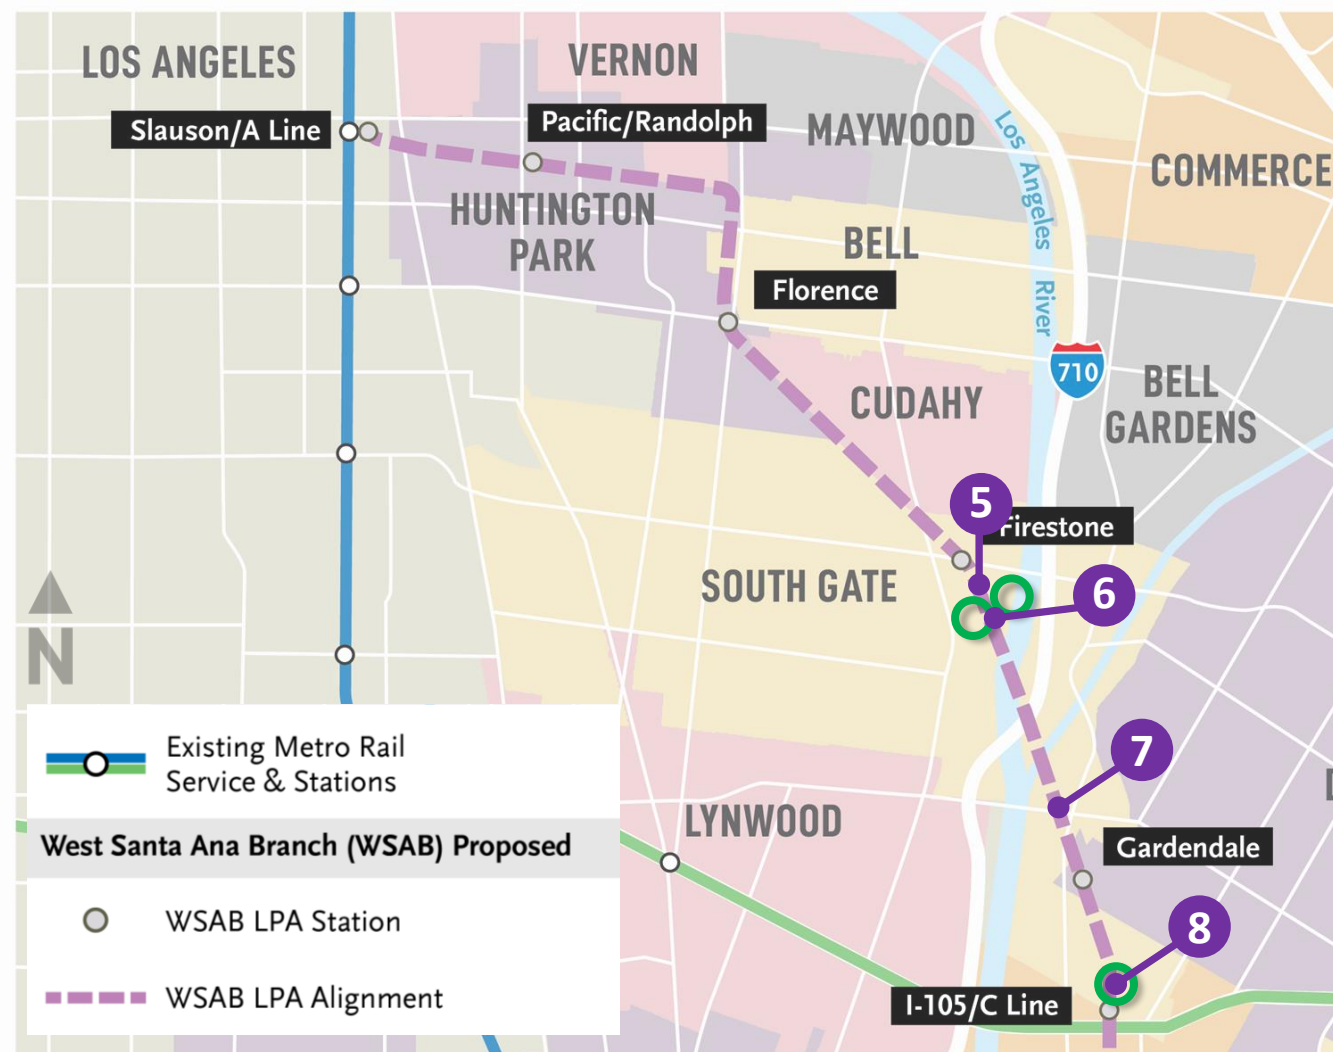 LOS ANGELES
VERNON
Slauson/A Line
Pacific/Randolph
MAYWOOD
COMMERCE
Los Angeles River
HUNTINGTON
PARK
BELL
Florence
710
BELL
GARDENS
CUDAHY
5
Firestone
SOUTH GATE
6
N
7
Existing Metro Rail
Service & Stations
LYNWOOD
Gardendale
West Santa Ana Branch (WSAB) Proposed
WSAB LPA Station
8
WSAB LPA Alignment
I-105/C Line